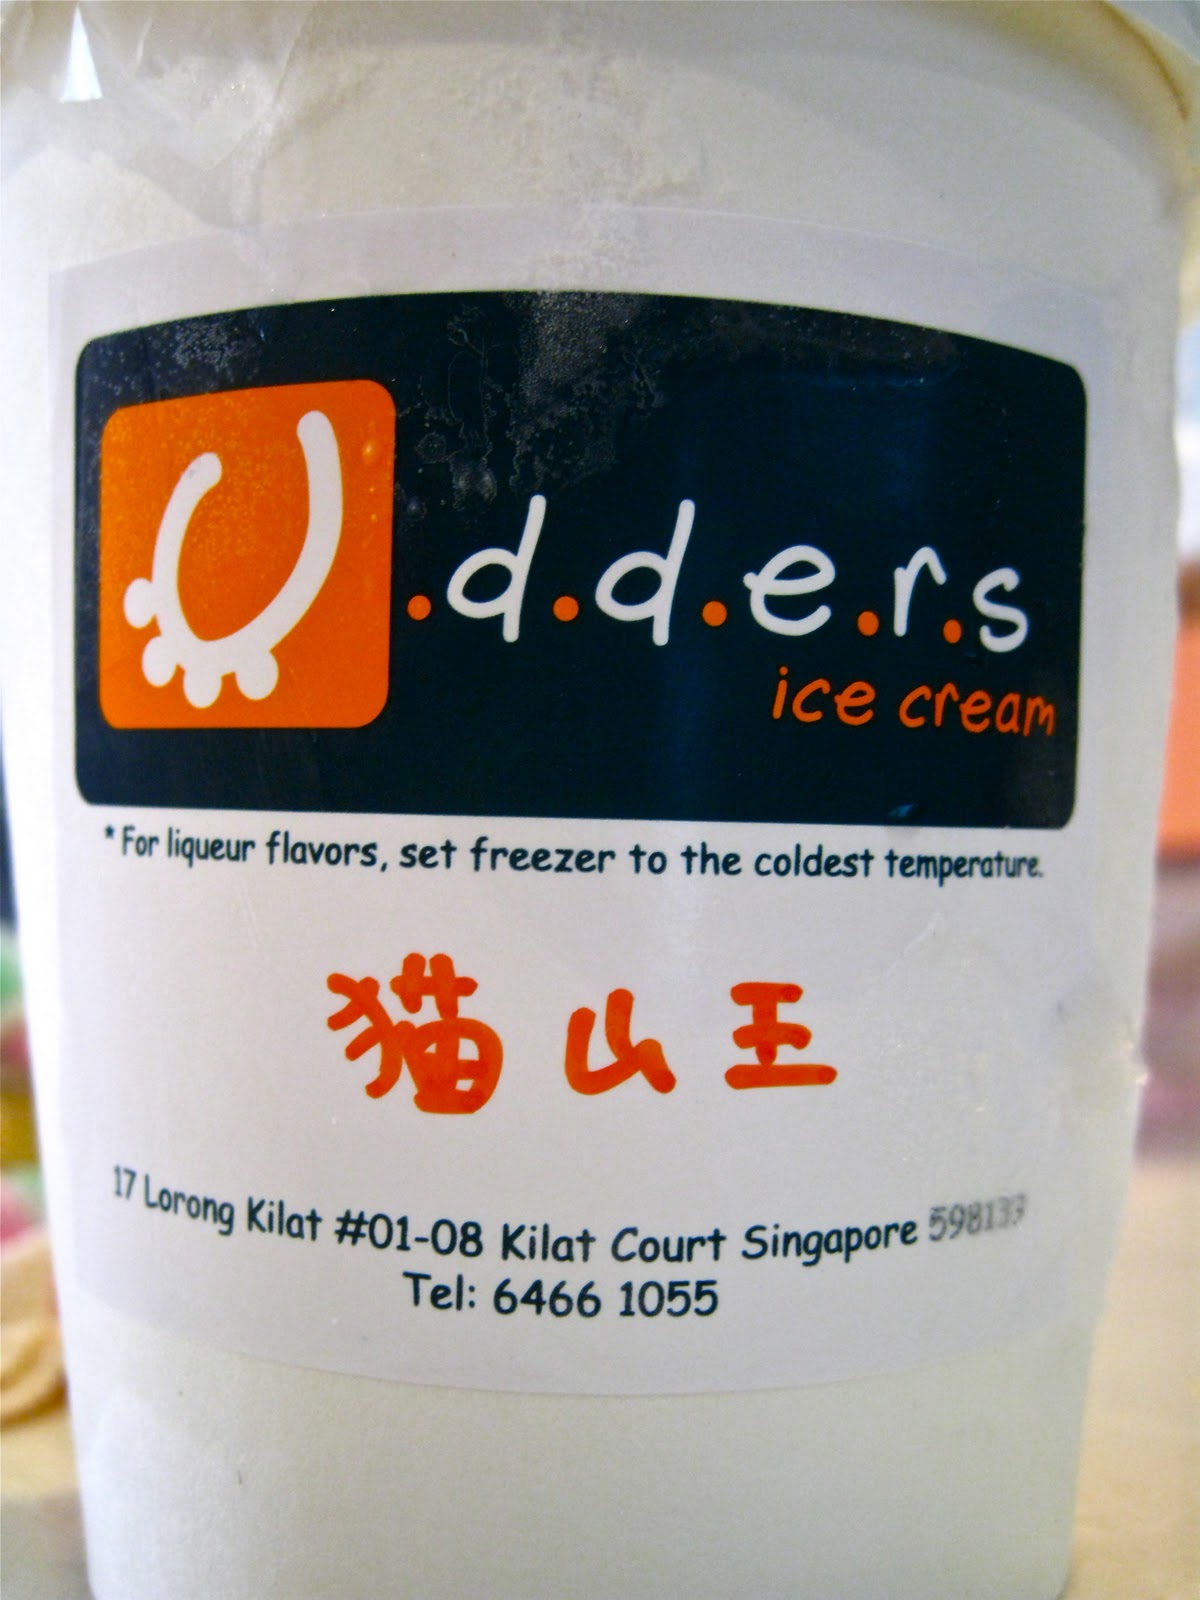 U.d.d.e.r.s
ice cream
* For liqueur flavors, set freezer to the coldest temperature.
猫山王
17 Lorong Kilat #01-08 Kilat Court Singapore 598139
Tel: 6466 1055